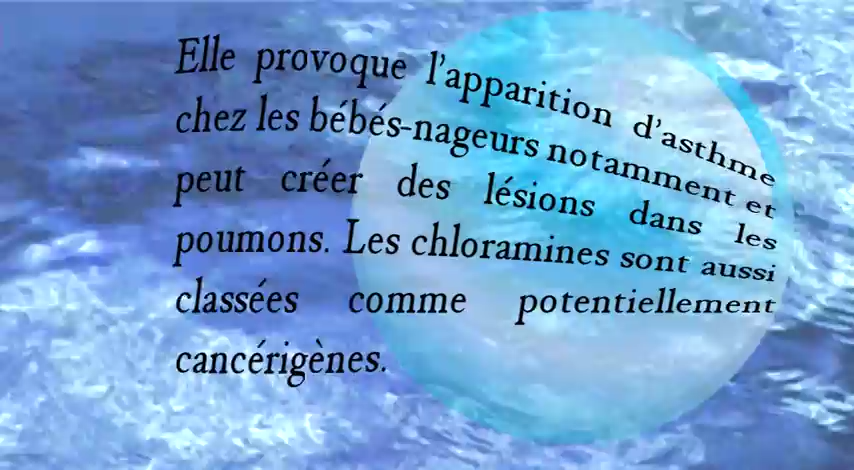 Elle provoque l'apparition d'asthme
chez les bébés-nageurs notamment et
peut créer des lésions dans les
poumons. Les chloramines sont aussi
classées comme potentiellement
cancérigènes.